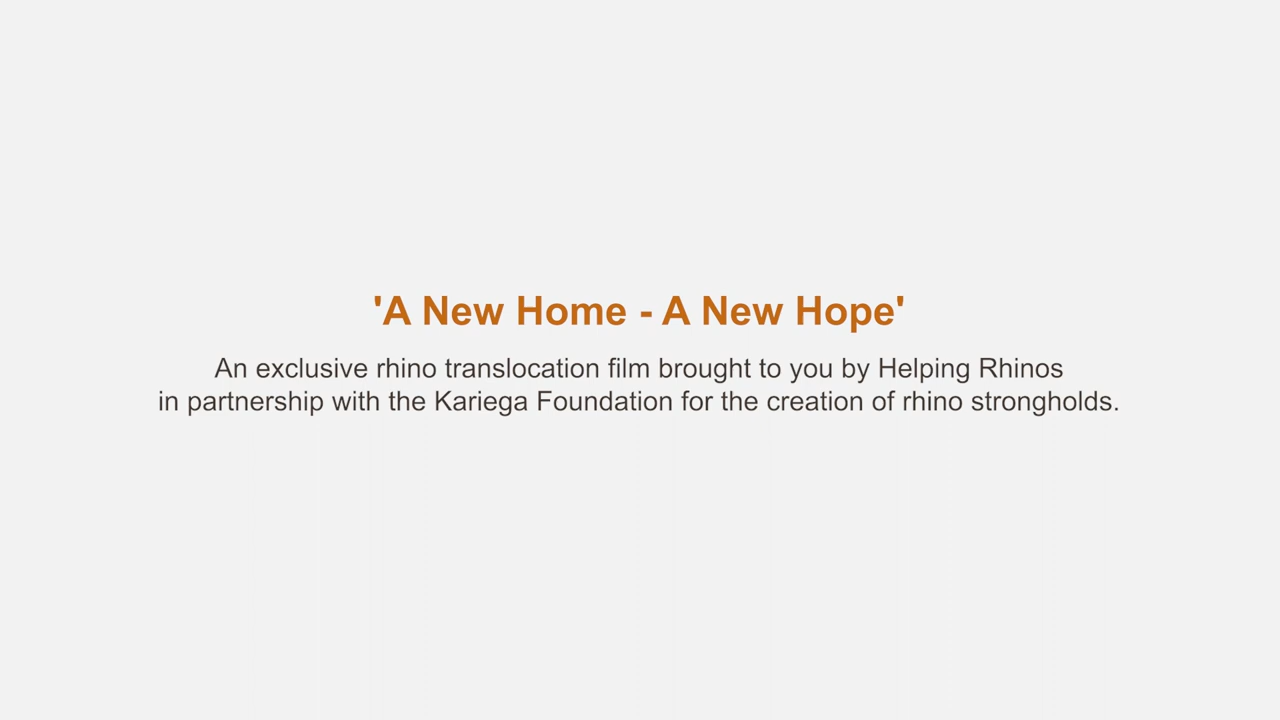 'A New Home - A New Hope'
An exclusive rhino translocation film brought to you by Helping Rhinos
in partnership with the Kariega Foundation for the creation of rhino strongholds.